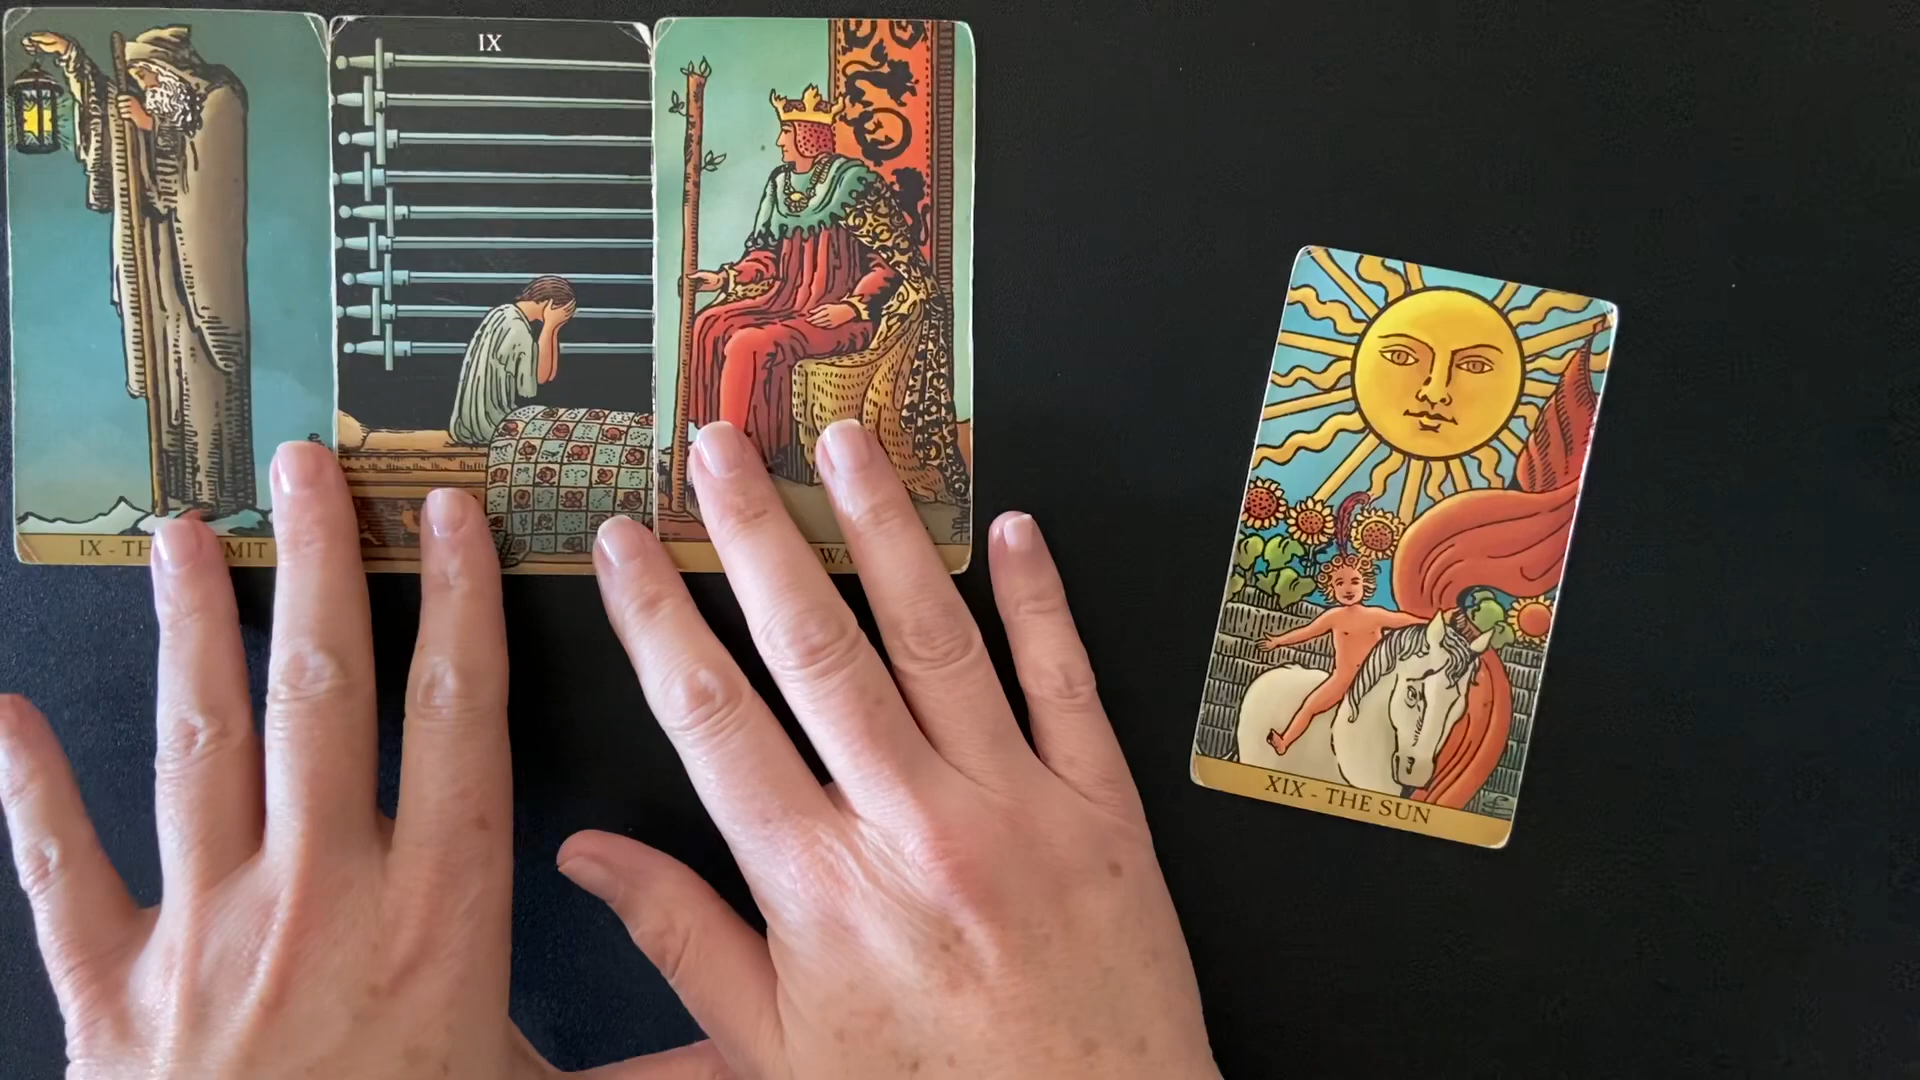 IX
IX - TH MIT
WA
XIX - THE SUN